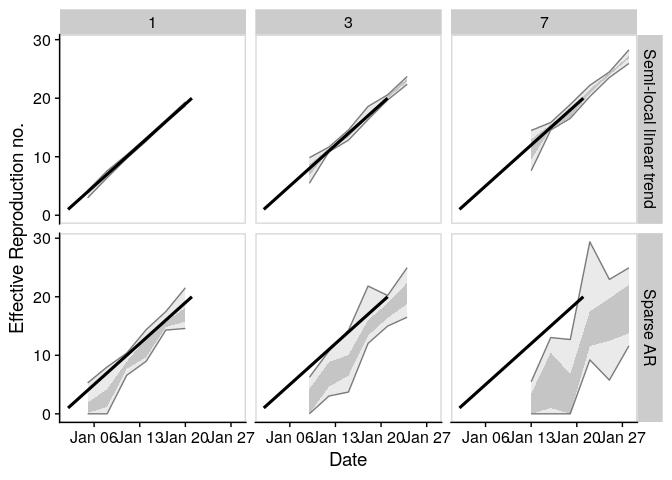 1 3 7
Effective Reproduction no.
30
20
10
0
Semi-local linear trend
30
20
10
0
Sparse AR
Jan 06 Jan 13 Jan 20 Jan 27 Jan 06 Jan 13 Jan 20 Jan 27 Jan 06 Jan 13 Jan 20 Jan 27
Date